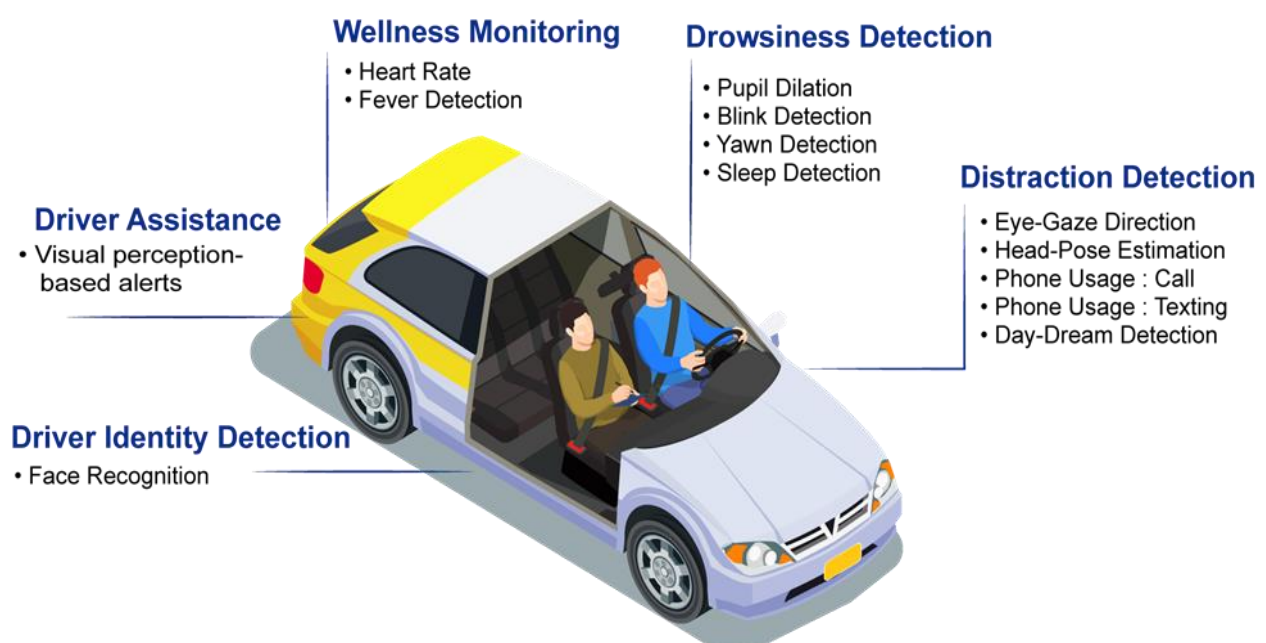 Wellness Monitoring
• Heart Rate
• Fever Detection
Drowsiness Detection
• Pupil Dilation
• Blink Detection
• Yawn Detection
• Sleep Detection
Distraction Detection
• Eye-Gaze Direction
• Head-Pose Estimation
• Phone Usage : Call
• Phone Usage : Texting
• Day-Dream Detection
Driver Assistance
• Visual perception-
based alerts
Driver Identity Detection
• Face Recognition